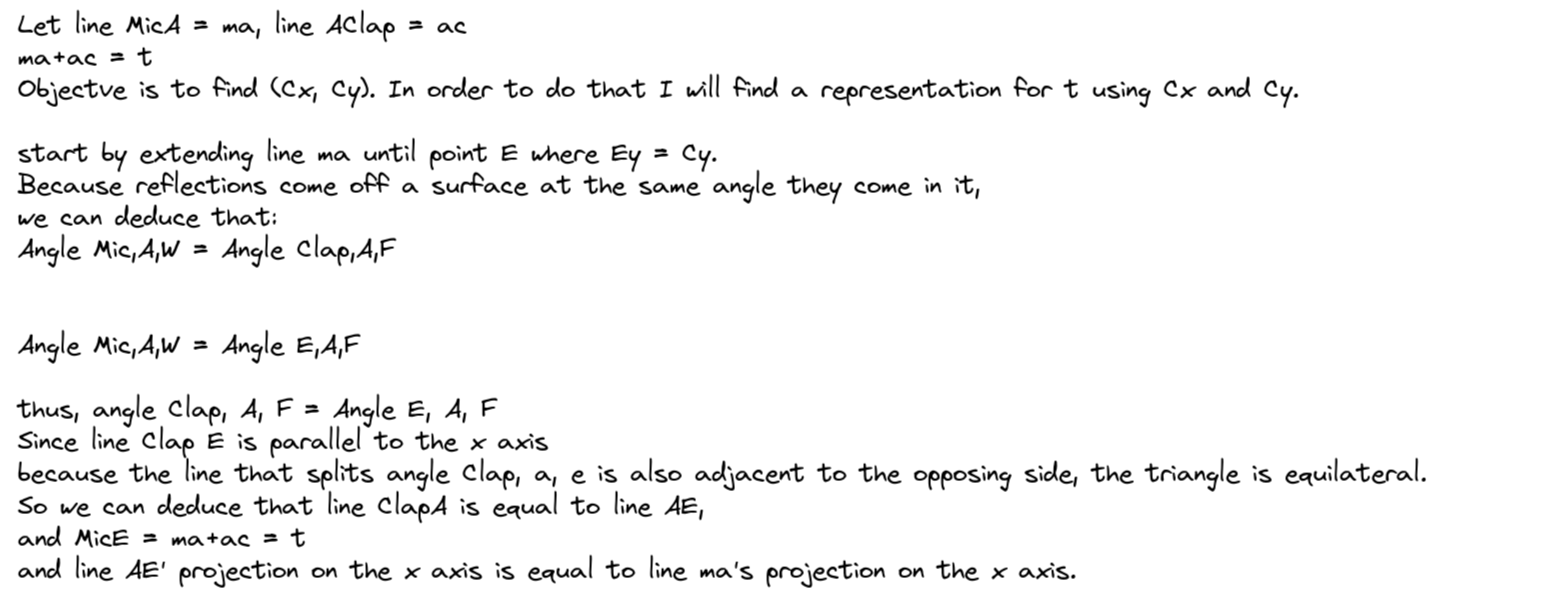 Let line MicA = ma, line AClap = ac
ma+ac = t
Objectve is to find (Cx, Cy). In order to do that I will find a representation for t using Cx and Cy.
start by extending line ma until point E where Ey = Cy.
Because reflections come off a surface at the same angle they come in it,
we can deduce that:
Angle Mic,A,W = Angle Clap,A,F
Angle Mic,A,W = Angle E,A,F
thus, angle Clap, A, F = Angle E, A, F
Since line Clap E is parallel to the x axis
because the line that splits angle Clap, a, e is also adjacent to the opposing side, the triangle is equilateral.
So we can deduce that line ClapA is equal to line AE,
and MicE = ma+ac = t
and line AE' projection on the x axis is equal to line ma's projection on the x axis.